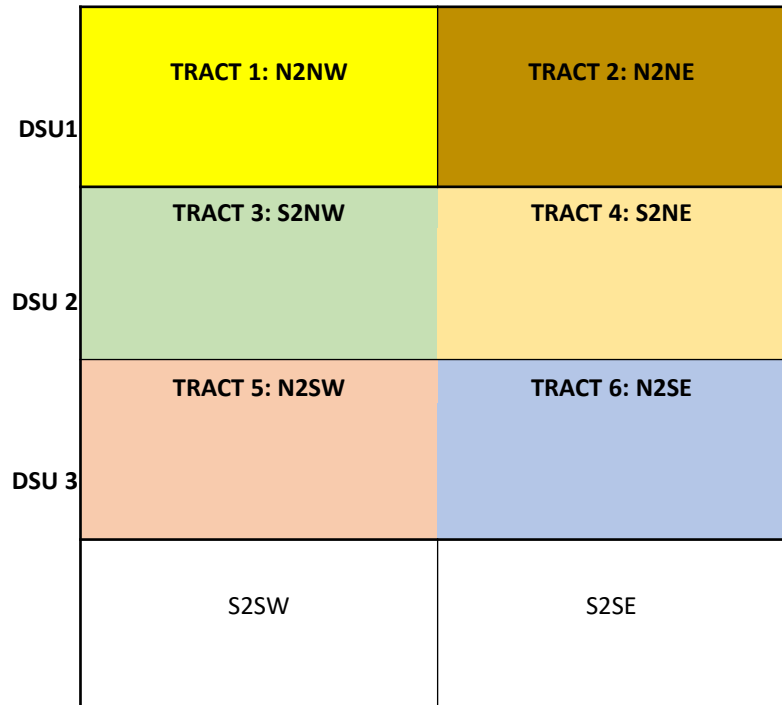 TRACT 1: N2NW
TRACT 2: N2NE
DSU1
TRACT 3: S2NW
TRACT 4: S2NE
DSU 2
TRACT 5: N2SW
TRACT 6: N2SE
DSU 3
S2SW
S2SE